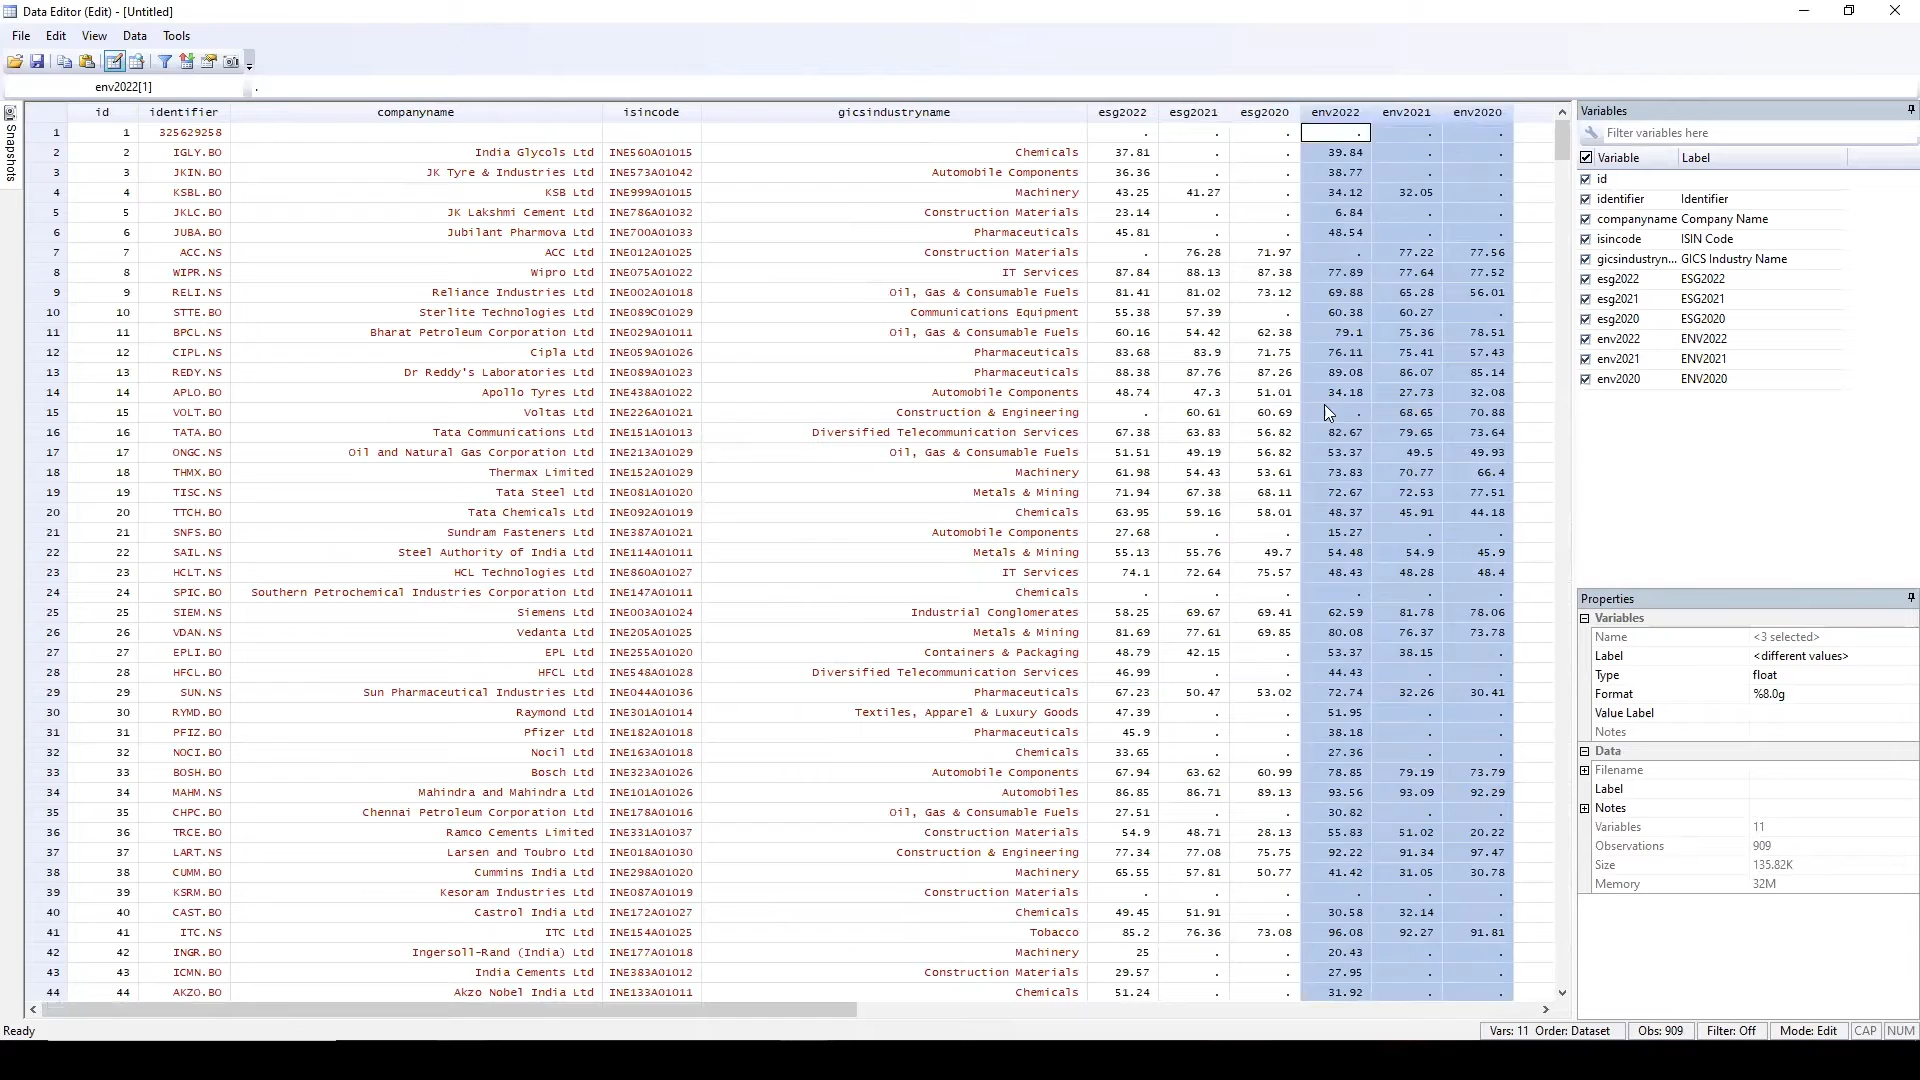 Data Editor (Edit) - [Untitled]
File Edit View Data Tools
env2022[1] .
Snapshots
id identifier companyname isincode gicsindustryname esg2022 esg2021 esg2020 env2022 env2021 env2020
1 1 325629258 . . . . . .
2 2 IGLY.BO India Glycols Ltd INE560A01015 Chemicals 37.81 . . 39.84 . .
3 3 JKIN.BO JK Tyre & Industries Ltd INE573A01042 Automobile Components 36.36 . . 38.77 . .
4 4 KSBL.BO KSB Ltd INE999A01015 Machinery 43.25 41.27 . 34.12 32.05 .
5 5 JKLC.BO JK Lakshmi Cement Ltd INE786A01032 Construction Materials 23.14 . . 6.84 . .
6 6 JUBA.BO Jubilant Pharmova Ltd INE700A01033 Pharmaceuticals 45.81 . . 48.54 . .
7 7 ACC.NS ACC Ltd INE012A01025 Construction Materials . 76.28 71.97 . 77.22 77.56
8 8 WIPR.NS Wipro Ltd INE075A01022 IT Services 87.84 88.13 87.38 77.89 77.64 77.52
9 9 RELI.NS Reliance Industries Ltd INE002A01018 Oil, Gas & Consumable Fuels 81.41 81.02 73.12 69.88 65.28 56.01
10 10 STTE.BO Sterlite Technologies Ltd INE089C01029 Communications Equipment 55.38 57.39 . 60.38 60.27 .
11 11 BPCL.NS Bharat Petroleum Corporation Ltd INE029A01011 Oil, Gas & Consumable Fuels 60.16 54.42 62.38 79.1 75.36 78.51
12 12 CIPL.NS Cipla Ltd INE059A01026 Pharmaceuticals 83.68 83.9 71.75 76.11 75.41 57.43
13 13 REDY.NS Dr Reddy's Laboratories Ltd INE089A01023 Pharmaceuticals 88.38 87.76 87.26 89.08 86.07 85.14
14 14 APLO.BO Apollo Tyres Ltd INE438A01022 Automobile Components 48.74 47.3 51.01 34.18 27.73 32.08
15 15 VOLT.BO Voltas Ltd INE226A01021 Construction & Engineering . 60.61 60.69 . 68.65 70.88
16 16 TATA.BO Tata Communications Ltd INE151A01013 Diversified Telecommunication Services 67.38 63.83 56.82 82.67 79.65 73.64
17 17 ONGC.NS Oil and Natural Gas Corporation Ltd INE213A01029 Oil, Gas & Consumable Fuels 51.51 49.19 56.82 53.37 49.5 49.93
18 18 THMX.BO Thermax Limited INE152A01029 Machinery 61.98 54.43 53.61 73.83 70.77 66.4
19 19 TISC.NS Tata Steel Ltd INE081A01020 Metals & Mining 71.94 67.38 68.11 72.67 72.53 77.51
20 20 TTCH.BO Tata Chemicals Ltd INE092A01019 Chemicals 63.95 59.16 58.01 48.37 45.91 44.18
21 21 SNFS.BO Sundram Fasteners Ltd INE387A01021 Automobile Components 27.68 . . 15.27 . .
22 22 SAIL.NS Steel Authority of India Ltd INE114A01011 Metals & Mining 55.13 55.76 49.7 54.48 54.9 45.9
23 23 HCLT.NS HCL Technologies Ltd INE860A01027 IT Services 74.1 72.64 75.57 48.43 48.28 48.4
24 24 SPIC.BO Southern Petrochemical Industries Corporation Ltd INE147A01011 Chemicals . . . . . .
25 25 SIEM.NS Siemens Ltd INE003A01024 Industrial Conglomerates 58.25 69.67 69.41 62.59 81.78 78.06
26 26 VDAN.NS Vedanta Ltd INE205A01025 Metals & Mining 81.69 77.61 69.85 80.08 76.37 73.78
27 27 EPLI.BO EPL Ltd INE255A01020 Containers & Packaging 48.79 42.15 . 53.37 38.15 .
28 28 HFCL.BO HFCL Ltd INE548A01028 Diversified Telecommunication Services 46.99 . . 44.43 . .
29 29 SUN.NS Sun Pharmaceutical Industries Ltd INE044A01036 Pharmaceuticals 67.23 50.47 53.02 72.74 32.26 30.41
30 30 RYMD.BO Raymond Ltd INE301A01014 Textiles, Apparel & Luxury Goods 47.39 . . 51.95 . .
31 31 PFIZ.BO Pfizer Ltd INE182A01018 Pharmaceuticals 45.9 . . 38.18 . .
32 32 NOCI.BO Nocil Ltd INE163A01018 Chemicals 33.65 . . 27.36 . .
33 33 BOSH.BO Bosch Ltd INE323A01026 Automobile Components 67.94 63.62 60.99 78.85 79.19 73.79
34 34 MAHM.NS Mahindra and Mahindra Ltd INE101A01026 Automobiles 86.85 86.71 89.13 93.56 93.09 92.29
35 35 CHPC.BO Chennai Petroleum Corporation Ltd INE178A01016 Oil, Gas & Consumable Fuels 27.51 . . 30.82 . .
36 36 TRCE.BO Ramco Cements Limited INE331A01037 Construction Materials 54.9 48.71 28.13 55.83 51.02 20.22
37 37 LART.NS Larsen and Toubro Ltd INE018A01030 Construction & Engineering 77.34 77.08 75.75 92.22 91.34 97.47
38 38 CUMM.BO Cummins India Ltd INE298A01020 Machinery 65.55 57.81 50.77 41.42 31.05 30.78
39 39 KSRM.BO Kesoram Industries Ltd INE087A01019 Construction Materials . . . . . .
40 40 CAST.BO Castrol India Ltd INE172A01027 Chemicals 49.45 51.91 . 30.58 32.14 .
41 41 ITC.NS ITC Ltd INE154A01025 Tobacco 85.2 76.36 73.08 96.08 92.27 91.81
42 42 INGR.BO Ingersoll-Rand (India) Ltd INE177A01018 Machinery 25 . . 20.43 . .
43 43 ICMN.BO India Cements Ltd INE383A01012 Construction Materials 29.57 . . 27.95 . .
44 44 AKZO.BO Akzo Nobel India Ltd INE133A01011 Chemicals 51.24 . . 31.92 . .
Variables
Filter variables here
Variable Label
id
identifier Identifier
companyname Company Name
isincode ISIN Code
gicsindustryn... GICS Industry Name
esg2022 ESG2022
esg2021 ESG2021
esg2020 ESG2020
env2022 ENV2022
env2021 ENV2021
env2020 ENV2020
Properties
Variables
Name <3 selected>
Label <different values>
Type float
Format %8.0g
Value Label
Notes
Data
Filename
Label
Notes
Variables 11
Observations 909
Size 135.82K
Memory 32M
Ready Vars: 11 Order: Dataset Obs: 909 Filter: Off Mode: Edit CAP NUM